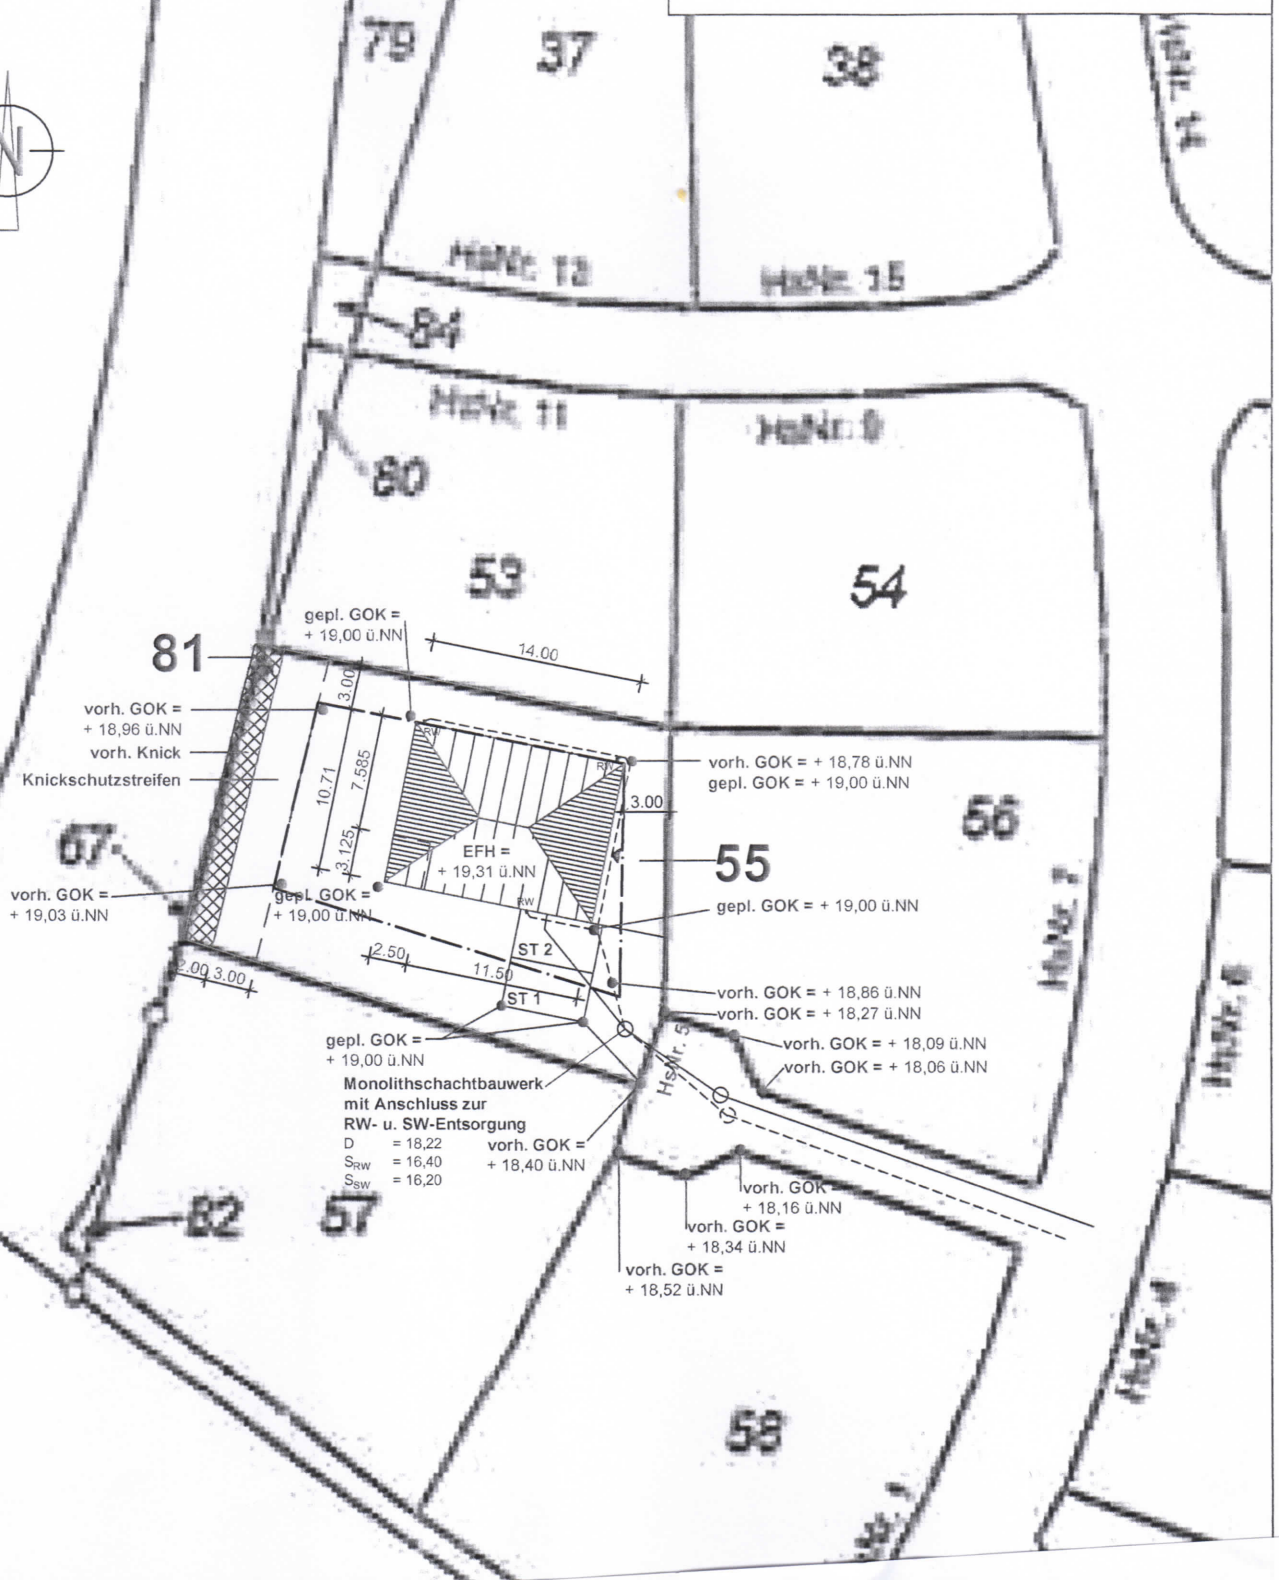 79
37
38
N
HsNr. 13
HsNr. 15
84
HsNr. 11
HsNr. 9
80
53
54
gepl. GOK =
+ 19,00 ü.NN
81
14.00
3.00
vorh. GOK =
+ 18,96 ü.NN
vorh. Knick
Knickschutzstreifen
RW
RW
10.71
7.585
3.125
vorh. GOK = + 18,78 ü.NN
gepl. GOK = + 19,00 ü.NN
3.00
56
67
EFH =
+ 19,31 ü.NN
55
vorh. GOK =
+ 19,03 ü.NN
gepl. GOK =
+ 19,00 ü.NN
RW
gepl. GOK = + 19,00 ü.NN
HsNr. 7
2.50
11.50
ST 2
ST 1
2.00
3.00
vorh. GOK = + 18,86 ü.NN
vorh. GOK = + 18,27 ü.NN
HsNr. 5
vorh. GOK = + 18,09 ü.NN
vorh. GOK = + 18,06 ü.NN
gepl. GOK =
+ 19,00 ü.NN
Monolithschachtbauwerk
mit Anschluss zur
RW- u. SW-Entsorgung
D = 18,22
SRW = 16,40
SSW = 16,20
vorh. GOK =
+ 18,40 ü.NN
vorh. GOK =
+ 18,16 ü.NN
vorh. GOK =
+ 18,34 ü.NN
vorh. GOK =
+ 18,52 ü.NN
82
57
58